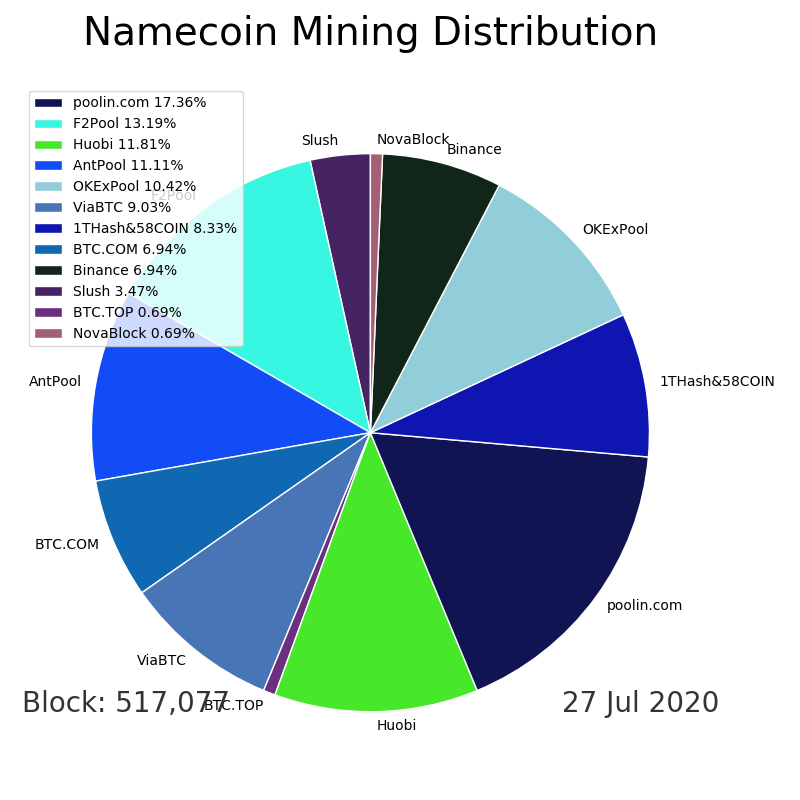 Namecoin Mining Distribution
poolin.com 17.36%
F2Pool 13.19%
Huobi 11.81%
AntPool 11.11%
OKExPool 10.42%
ViaBTC 9.03%
1THash&58COIN 8.33%
BTC.COM 6.94%
Binance 6.94%
Slush 3.47%
BTC.TOP 0.69%
NovaBlock 0.69%
Slush
NovaBlock
Binance
F2Pool
OKExPool
AntPool
1THash&58COIN
BTC.COM
poolin.com
ViaBTC
BTC.TOP
Huobi
Block: 517,077
27 Jul 2020